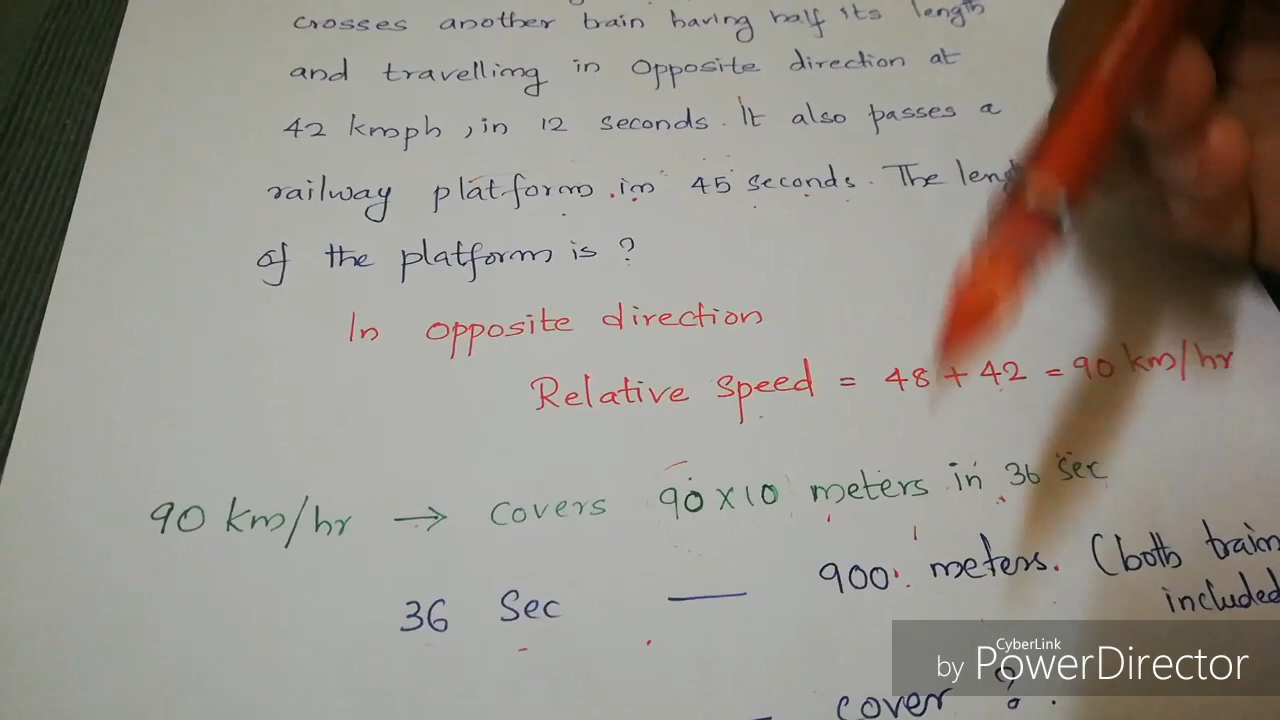 crosses another train having half its length
and travelling in opposite direction at
42 kmph, in 12 seconds. It also passes a
railway platform in 45 seconds. The
of the platform is ?
In opposite direction
Relative speed = 48 + 42 = 90 km/hr
90 km/hr → covers 90 x 10 meters in 36 sec
36 Sec — 900 meters. (both train
included
cover ?
CyberLink
by PowerDirector